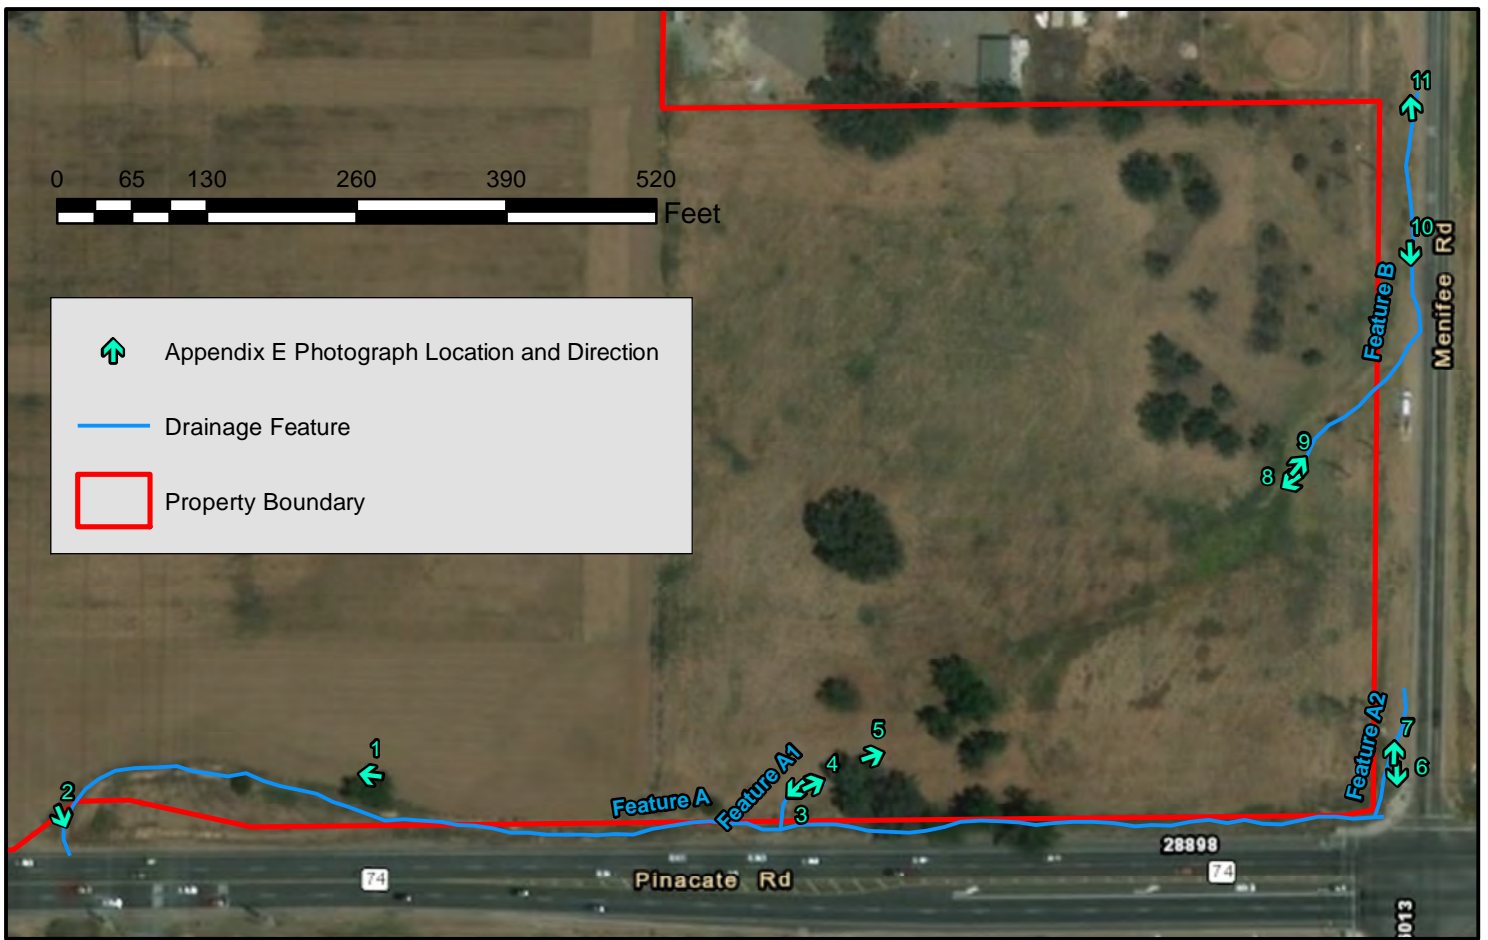 11
0 65 130 260 390 520
Feet
10
Menifee Rd
Feature B
Appendix E Photograph Location and Direction
Drainage Feature
Property Boundary
9
8
Feature A2
7
6
5
4
3
Feature A1
Feature A
1
2
28898
74
74
Pinacate Rd